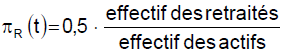 π_R (t) = 0,5 · effectif des retraités / effectif des actifs